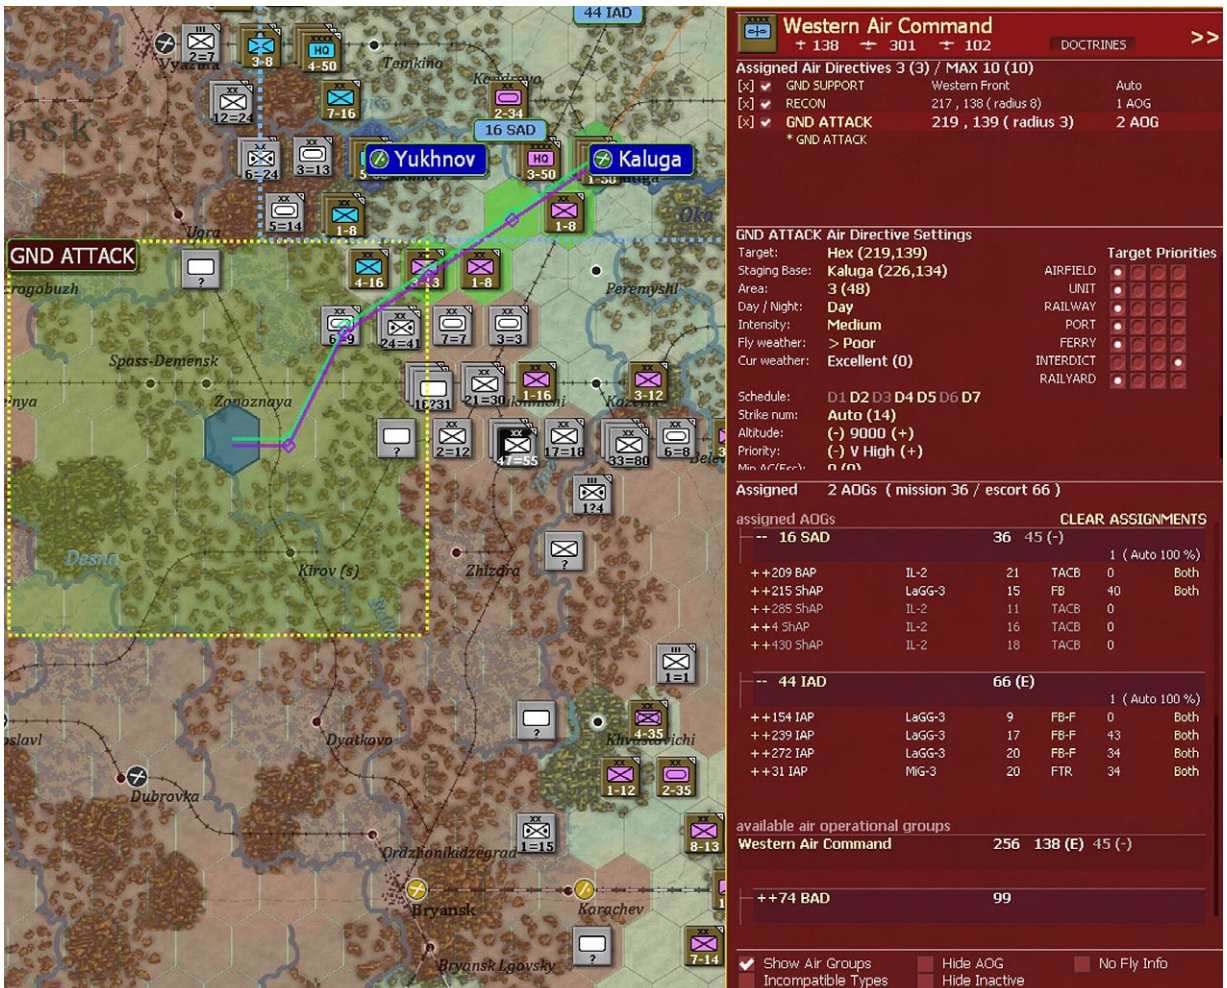 44 IAD
Western Air Command
138 301 102 DOCTRINES >>
Assigned Air Directives 3 (3) / MAX 10 (10)
[x] GND SUPPORT Western Front Auto
[x] RECON 217 , 138 ( radius 8) 1 AOG
[x] GND ATTACK 219 , 139 ( radius 3) 2 AOG
* GND ATTACK
GND ATTACK Air Directive Settings
Target: Hex (219,139) Target Priorities
Staging Base: Kaluga (226,134) AIRFIELD
Area: 3 (48) UNIT
Day / Night: Day RAILWAY
Intensity: Medium PORT
Fly weather: > Poor FERRY
Cur weather: Excellent (0) INTERDICT
RAILYARD
Schedule: D1 D2 D3 D4 D5 D6 D7
Strike num: Auto (14)
Altitude: (-) 9000 (+)
Priority: (-) V High (+)
Min AC(Esc): 0 (0)
Assigned 2 AOGs ( mission 36 / escort 66 )
assigned AOGs CLEAR ASSIGNMENTS
-- 16 SAD 36 45 (-)
1 ( Auto 100 %)
++209 BAP IL-2 21 TACB 0 Both
++215 ShAP LaGG-3 15 FB 40 Both
++285 ShAP IL-2 11 TACB 0
++4 ShAP IL-2 16 TACB 0
++430 ShAP IL-2 18 TACB 0
-- 44 IAD 66 (E)
1 ( Auto 100 %)
++154 IAP LaGG-3 9 FB-F 0 Both
++239 IAP LaGG-3 17 FB-F 43 Both
++272 IAP LaGG-3 20 FB-F 34 Both
++31 IAP MiG-3 20 FTR 34 Both
available air operational groups
Western Air Command 256 138 (E) 45 (-)
++74 BAD 99
Show Air Groups Hide AOG No Fly Info
Incompatible Types Hide Inactive
Vyazma
2=7
3-8
HQ
4-50
Temkino
12=24
7-16
2-34
16 SAD
6=24
3=13
Yukhnov
HQ
3-50
Kaluga
5=14
1-8
1-8
Oka
Ugra
GND ATTACK
?
4-16
1-8
Peremyshl
24=41
7=7
3=3
Spass-Demensk
Zanoznaya
21=30
1-16
3-12
?
2=12
47=55
17=18
33=80
6=8
1?4
Desna
Kirov (s)
Zhizdra
?
1=1
Dyatkovo
?
4-35
Khvastovichi
Dubrovka
1-12
2-35
Ordzhonikidzegrad
1=15
8-13
Bryansk
Karachev
Bryansk Lgovsky
?
7-14